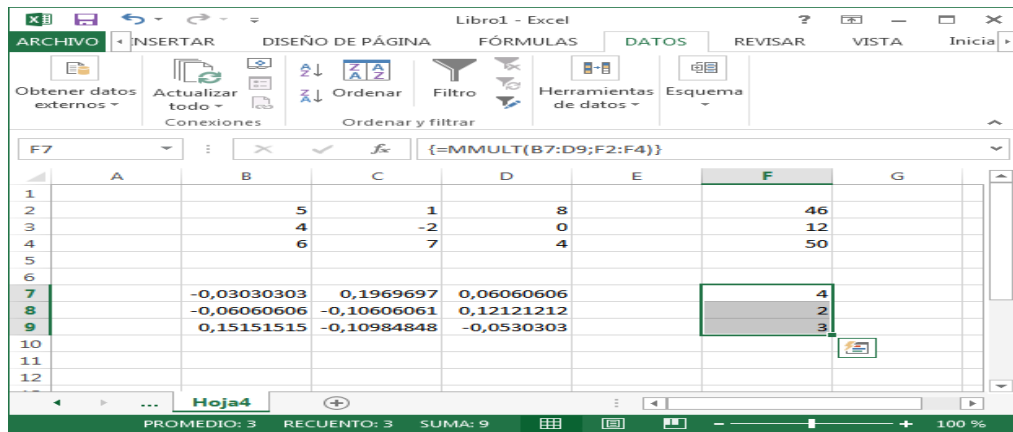 Libro1 - Excel
ARCHIVO INSERTAR DISEÑO DE PÁGINA FÓRMULAS DATOS REVISAR VISTA Inicia
Obtener datos externos
Actualizar todo
Ordenar
Filtro
Herramientas de datos
Esquema
Conexiones Ordenar y filtrar
F7 fx {=MMULT(B7:D9;F2:F4)}
A B C D E F G
1
2 5 1 8 46
3 4 -2 0 12
4 6 7 4 50
5
6
7 -0,03030303 0,1969697 0,06060606 4
8 -0,06060606 -0,10606061 0,12121212 2
9 0,15151515 -0,10984848 -0,0530303 3
10
11
12
... Hoja4
PROMEDIO: 3 RECUENTO: 3 SUMA: 9 100 %